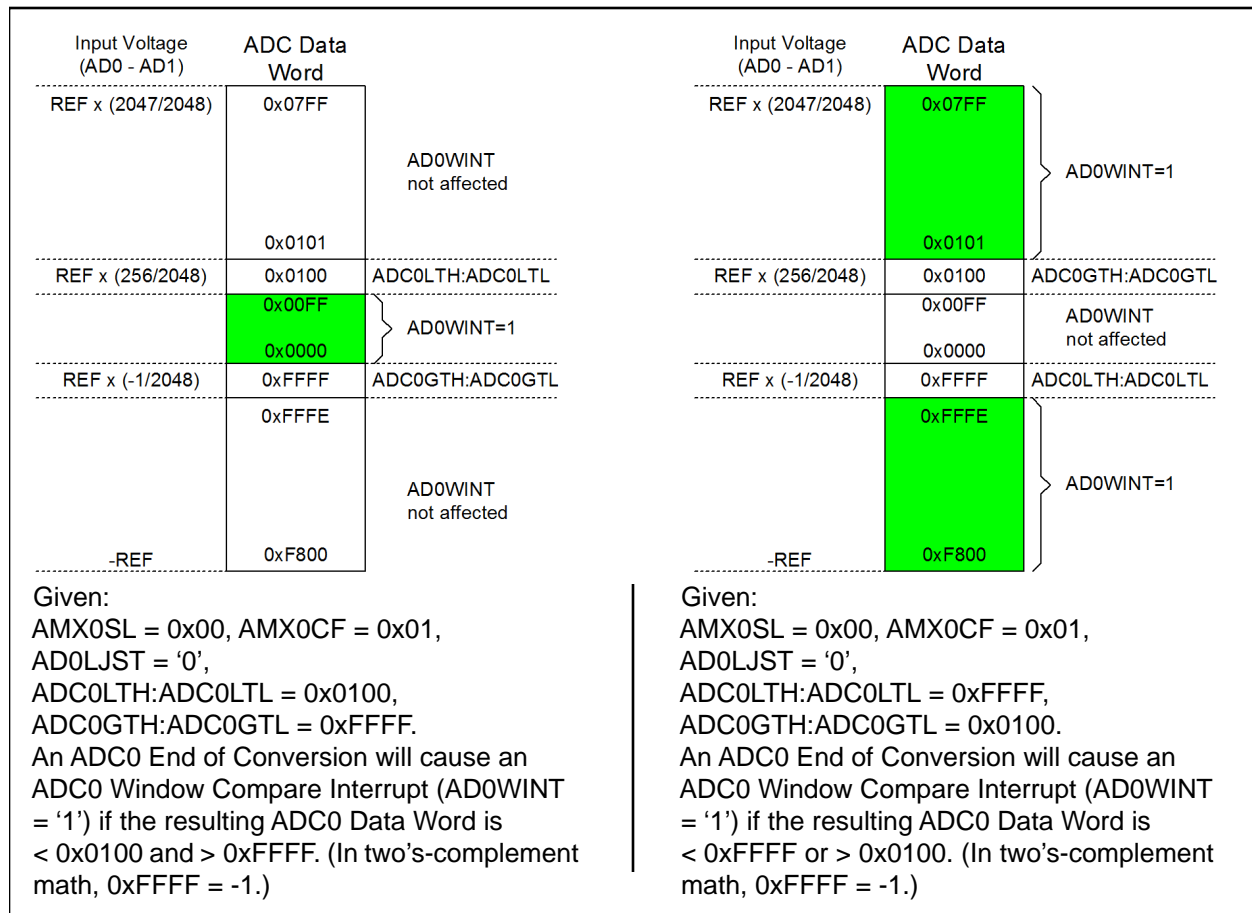 Input Voltage
(AD0 - AD1)
ADC Data
Word
REF x (2047/2048)
0x07FF
AD0WINT
not affected
0x0101
REF x (256/2048)
0x0100
ADC0LTH:ADC0LTL
0x00FF
AD0WINT=1
0x0000
REF x (-1/2048)
0xFFFF
ADC0GTH:ADC0GTL
0xFFFE
AD0WINT
not affected
-REF
0xF800
Given:
AMX0SL = 0x00, AMX0CF = 0x01,
AD0LJST = ‘0’,
ADC0LTH:ADC0LTL = 0x0100,
ADC0GTH:ADC0GTL = 0xFFFF.
An ADC0 End of Conversion will cause an
ADC0 Window Compare Interrupt (AD0WINT
= ‘1’) if the resulting ADC0 Data Word is
< 0x0100 and > 0xFFFF. (In two’s-complement
math, 0xFFFF = -1.)
Input Voltage
(AD0 - AD1)
ADC Data
Word
REF x (2047/2048)
0x07FF
AD0WINT=1
0x0101
REF x (256/2048)
0x0100
ADC0GTH:ADC0GTL
0x00FF
AD0WINT
not affected
0x0000
REF x (-1/2048)
0xFFFF
ADC0LTH:ADC0LTL
0xFFFE
AD0WINT=1
-REF
0xF800
Given:
AMX0SL = 0x00, AMX0CF = 0x01,
AD0LJST = ‘0’,
ADC0LTH:ADC0LTL = 0xFFFF,
ADC0GTH:ADC0GTL = 0x0100.
An ADC0 End of Conversion will cause an
ADC0 Window Compare Interrupt (AD0WINT
= ‘1’) if the resulting ADC0 Data Word is
< 0xFFFF or > 0x0100. (In two’s-complement
math, 0xFFFF = -1.)